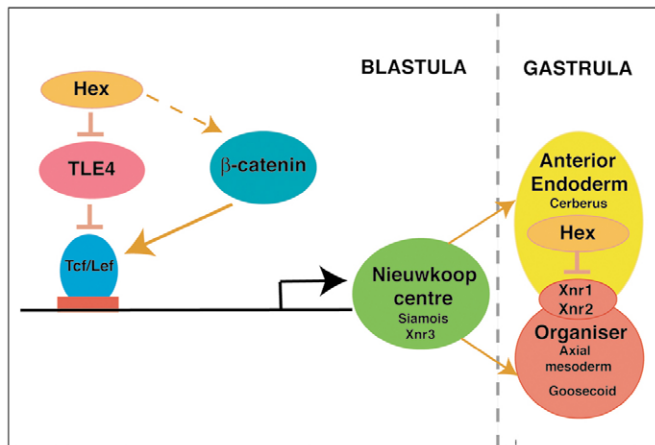 BLASTULA
GASTRULA
Hex
TLE4
β-catenin
Tcf/Lef
Nieuwkoop
centre
Siamois
Xnr3
Anterior
Endoderm
Cerberus
Hex
Xnr1
Xnr2
Organiser
Axial
mesoderm
Goosecoid